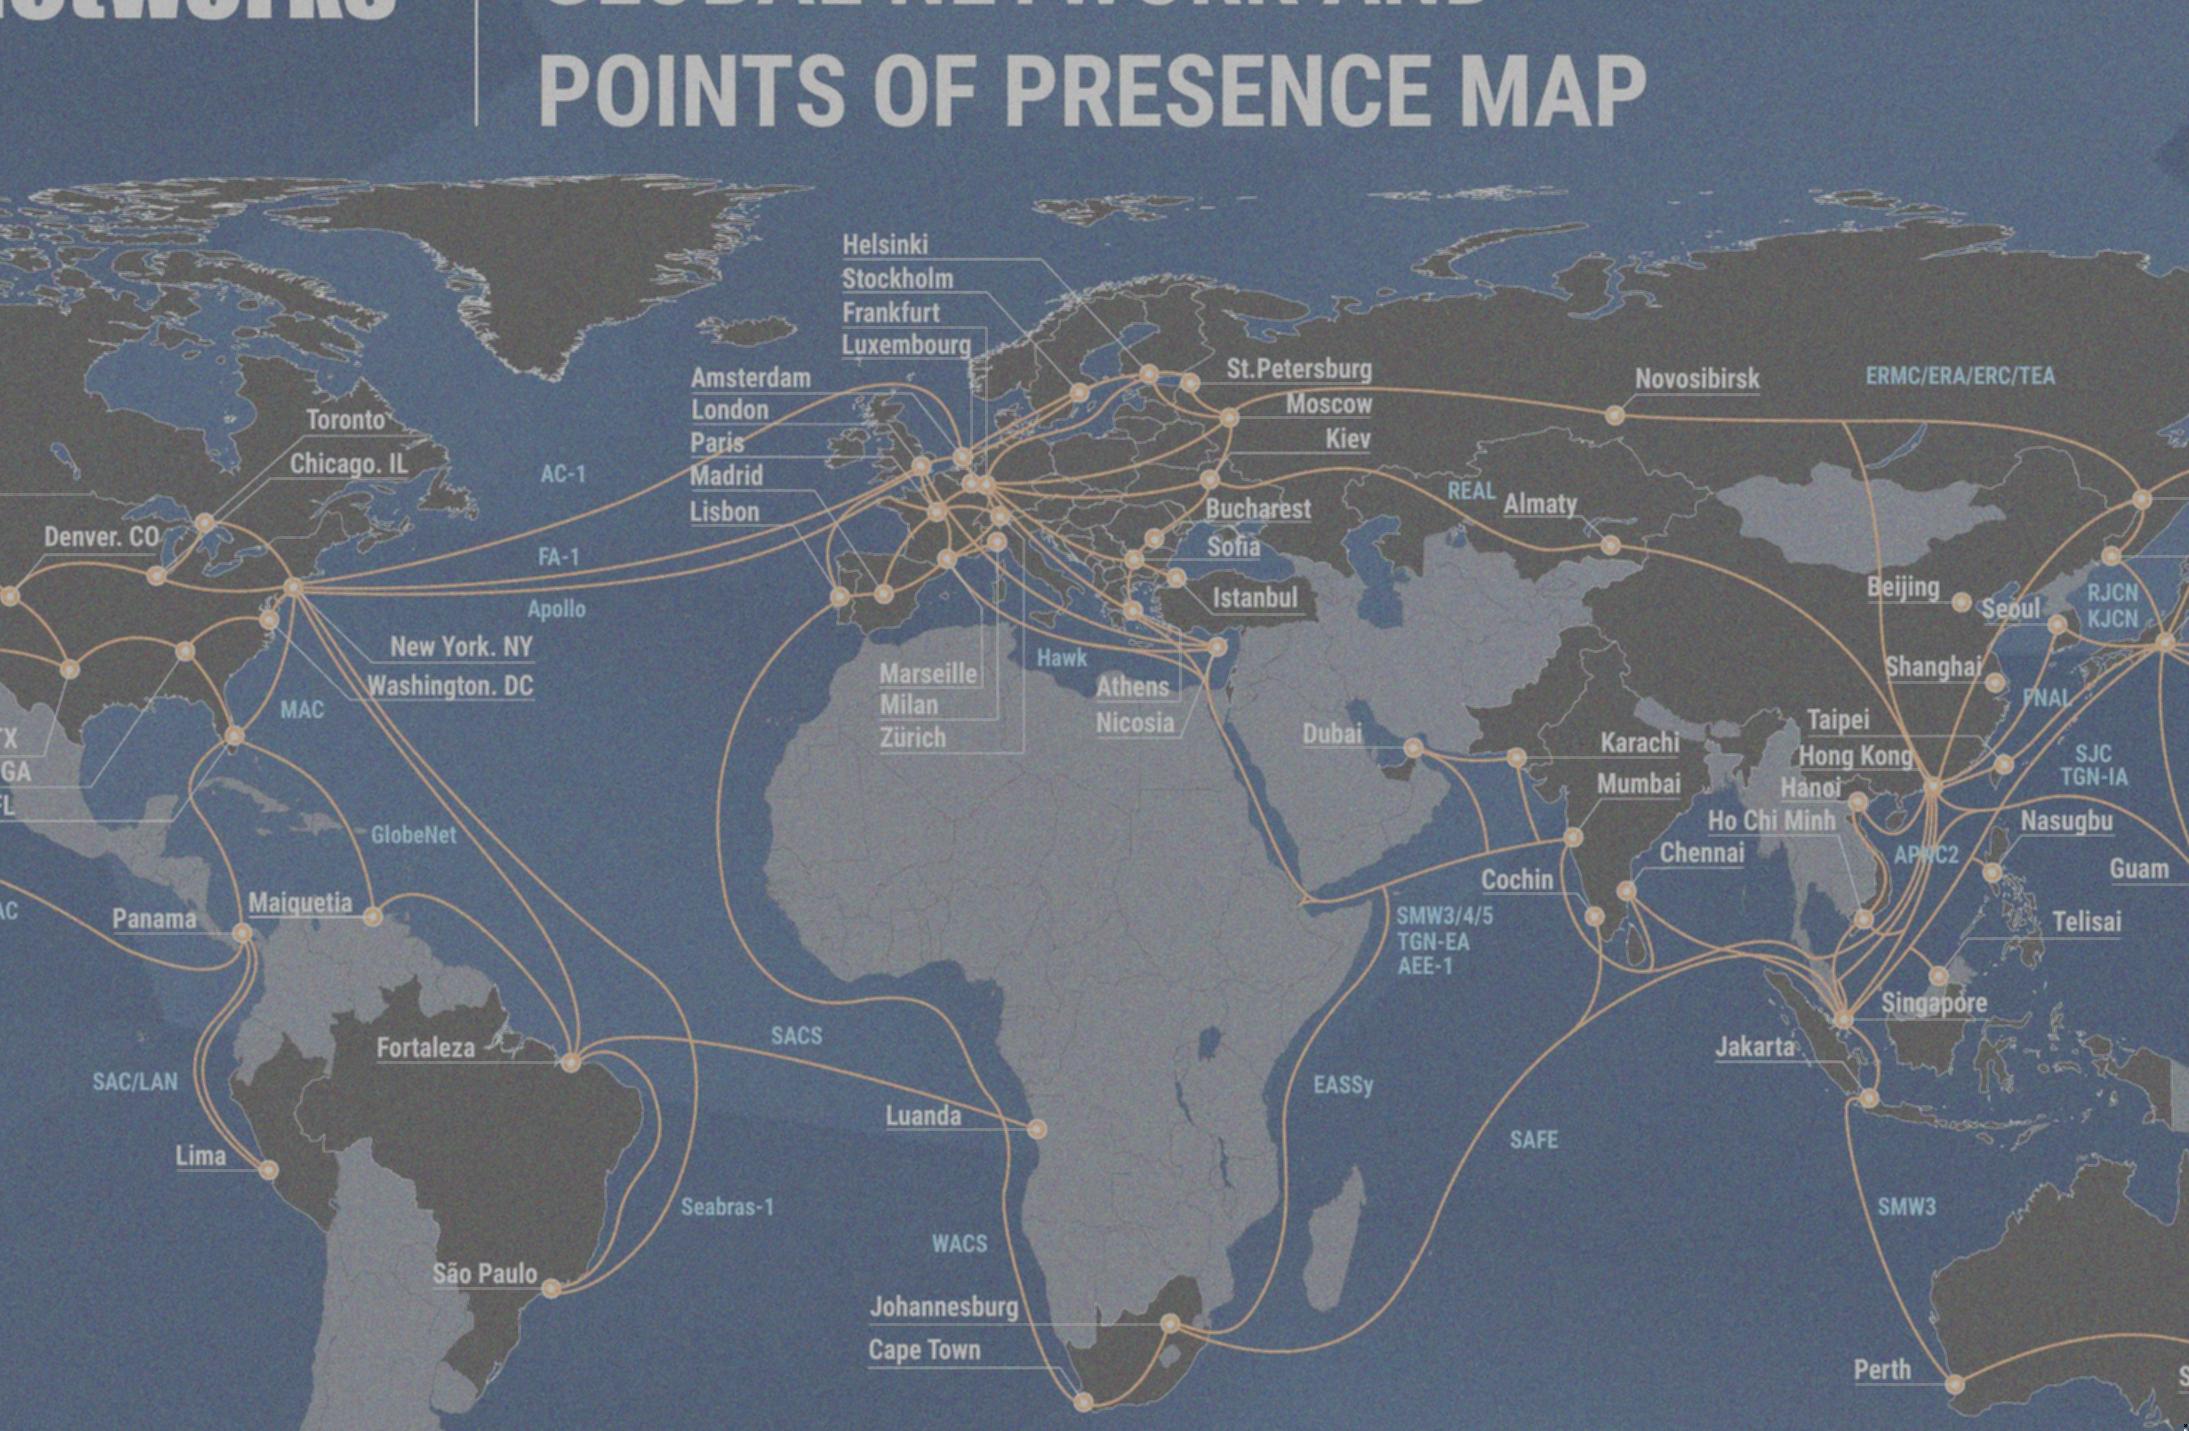 networks
GLOBAL NETWORK AND
POINTS OF PRESENCE MAP
Helsinki
Stockholm
Frankfurt
Luxembourg
Amsterdam
London
Paris
Madrid
Lisbon
St.Petersburg
Moscow
Kiev
Novosibirsk
ERMC/ERA/ERC/TEA
Toronto
Chicago. IL
AC-1
REAL
Almaty
Bucharest
Sofia
Istanbul
Denver. CO
FA-1
Apollo
Beijing
Seoul
RJCN
KJCN
New York. NY
Washington. DC
MAC
Hawk
Marseille
Milan
Zürich
Athens
Nicosia
Shanghai
FNAL
Taipei
Hong Kong
Hanoi
Ho Chi Minh
Dubai
Karachi
Mumbai
SJC
TGN-IA
TX
GA
FL
GlobeNet
Nasugbu
APNC2
Chennai
Cochin
Guam
AC
Panama
Maiquetia
SMW3/4/5
TGN-EA
AEE-1
Telisai
Singapore
Jakarta
Fortaleza
SACS
SAC/LAN
EASSy
Luanda
SAFE
Lima
Seabras-1
WACS
SMW3
São Paulo
Johannesburg
Cape Town
Perth
S